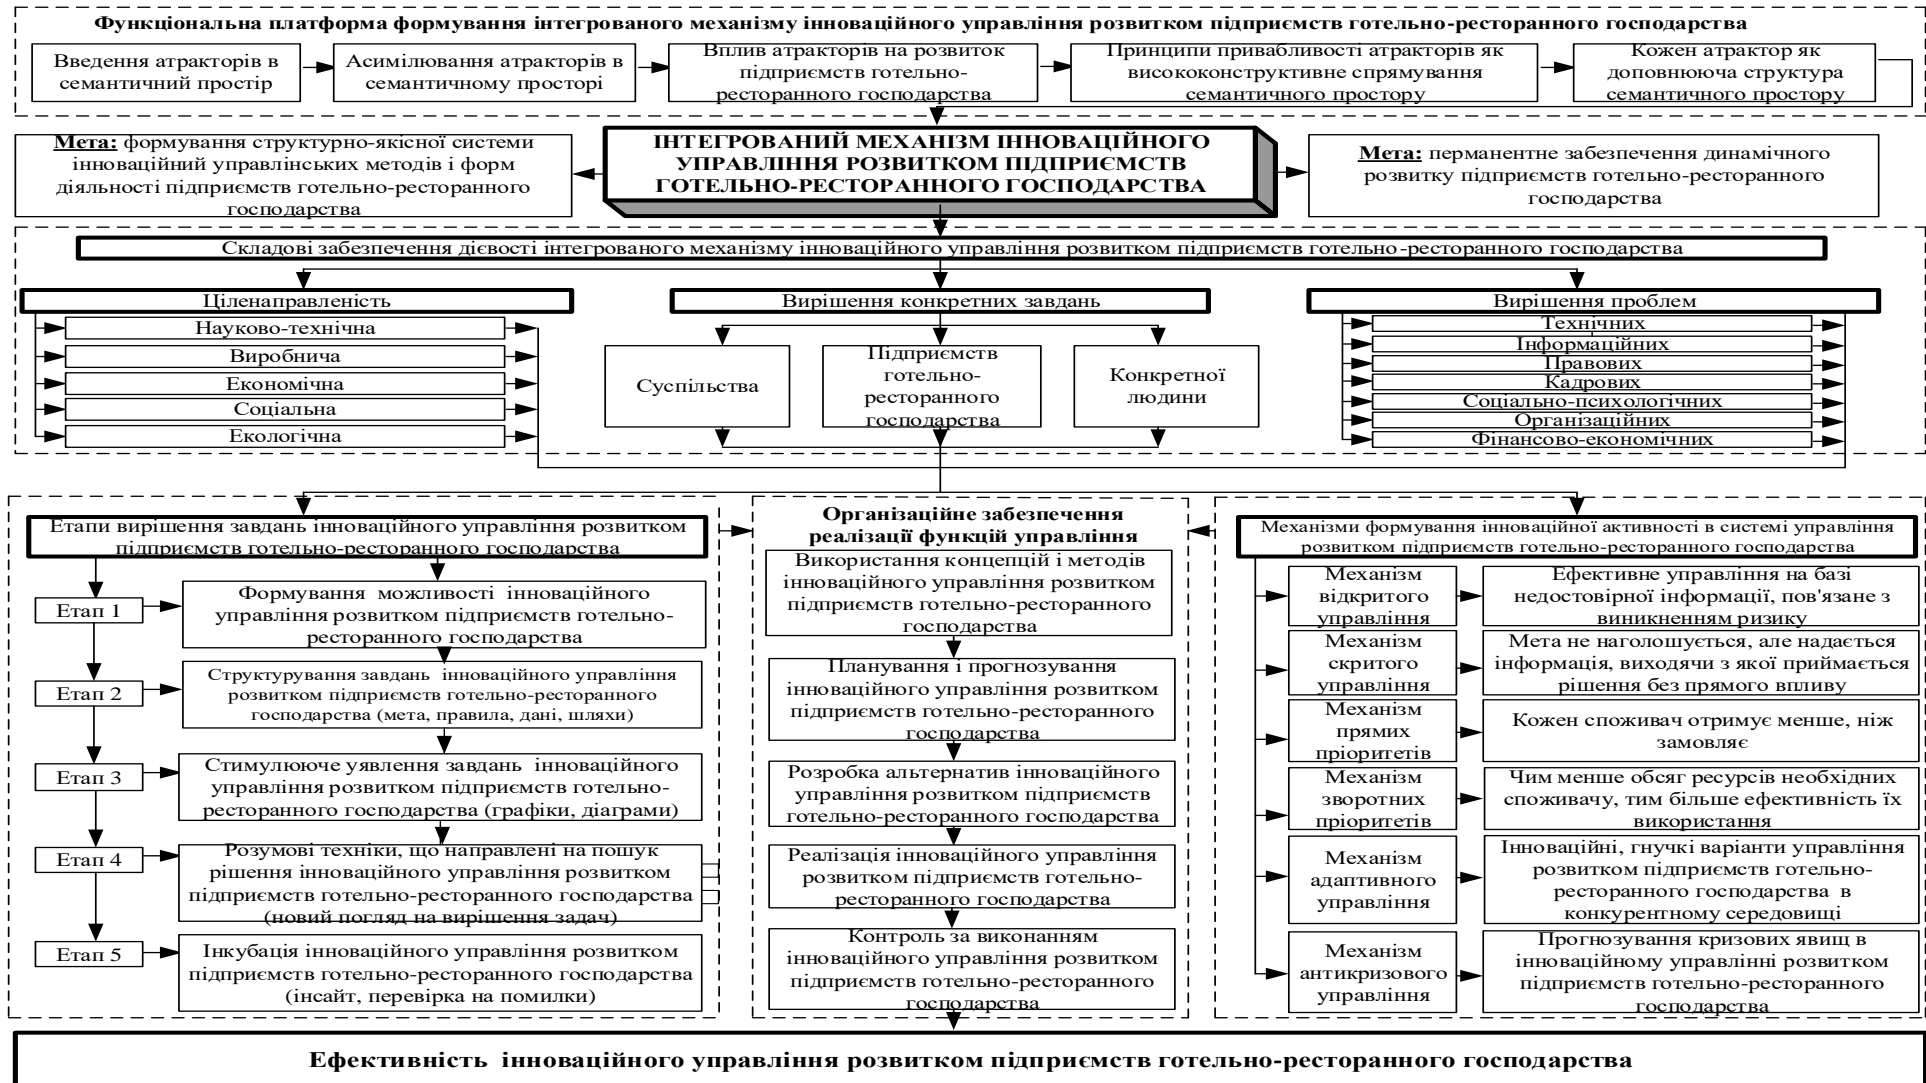 Функціональна платформа формування інтегрованого механізму інноваційного управління розвитком підприємств готельно-ресторанного господарства
Введення атракторів в
семантичний простір
Асимілювання атракторів в
семантичному просторі
Вплив атракторів на розвиток
підприємств готельно-
ресторанного господарства
Принципи привабливості атракторів як
висококонструктивне спрямування
семантичного простору
Кожен атрактор як
доповнююча структура
семантичного простору
Мета: формування структурно-якісної системи
інноваційний управлінських методів і форм
діяльності підприємств готельно-ресторанного
господарства
ІНТЕГРОВАНИЙ МЕХАНІЗМ ІННОВАЦІЙНОГО
УПРАВЛІННЯ РОЗВИТКОМ ПІДПРИЄМСТВ
ГОТЕЛЬНО-РЕСТОРАННОГО ГОСПОДАРСТВА
Мета: перманентне забезпечення динамічного
розвитку підприємств готельно-ресторанного
господарства
Складові забезпечення дієвості інтегрованого механізму інноваційного управління розвитком підприємств готельно-ресторанного господарства
Ціленаправленість
Науково-технічна
Виробнича
Економічна
Соціальна
Екологічна
Вирішення конкретних завдань
Суспільства
Підприємств
готельно-
ресторанного
господарства
Конкретної
людини
Вирішення проблем
Технічних
Інформаційних
Правових
Кадрових
Соціально-психологічних
Організаційних
Фінансово-економічних
Етапи вирішення завдань інноваційного управління розвитком
підприємств готельно-ресторанного господарства
Етап 1
Формування можливості інноваційного
управління розвитком підприємств готельно-
ресторанного господарства
Етап 2
Структурування завдань інноваційного управління
розвитком підприємств готельно-ресторанного
господарства (мета, правила, дані, шляхи)
Етап 3
Стимулююче уявлення завдань інноваційного
управління розвитком підприємств готельно-
ресторанного господарства (графіки, діаграми)
Етап 4
Розумові техніки, що направлені на пошук
рішення інноваційного управління розвитком
підприємств готельно-ресторанного господарства
(новий погляд на вирішення задач)
Етап 5
Інкубація інноваційного управління розвитком
підприємств готельно-ресторанного господарства
(інсайт, перевірка на помилки)
Організаційне забезпечення
реалізації функцій управління
Використання концепцій і методів
інноваційного управління розвитком
підприємств готельно-ресторанного
господарства
Планування і прогнозування
інноваційного управління розвитком
підприємств готельно-ресторанного
господарства
Розробка альтернатив інноваційного
управління розвитком підприємств
готельно-ресторанного господарства
Реалізація інноваційного управління
розвитком підприємств готельно-
ресторанного господарства
Контроль за виконанням
інноваційного управління розвитком
підприємств готельно-ресторанного
господарства
Механізми формування інноваційної активності в системі управління
розвитком підприємств готельно-ресторанного господарства
Механізм
відкритого
управління
Ефективне управління на базі
недостовірної інформації, пов'язане з
виникненням ризику
Механізм
скритого
управління
Мета не наголошується, але надається
інформація, виходячи з якої приймається
рішення без прямого впливу
Механізм
прямих
пріоритетів
Кожен споживач отримує менше, ніж
замовляє
Механізм
зворотних
пріоритетів
Чим менше обсяг ресурсів необхідних
споживачу, тим більше ефективність їх
використання
Механізм
адаптивного
управління
Інноваційні, гнучкі варіанти управління
розвитком підприємств готельно-
ресторанного господарства в
конкурентному середовищі
Механізм
антикризового
управління
Прогнозування кризових явищ в
інноваційному управлінні розвитком
підприємств готельно-ресторанного
господарства
Ефективність інноваційного управління розвитком підприємств готельно-ресторанного господарства